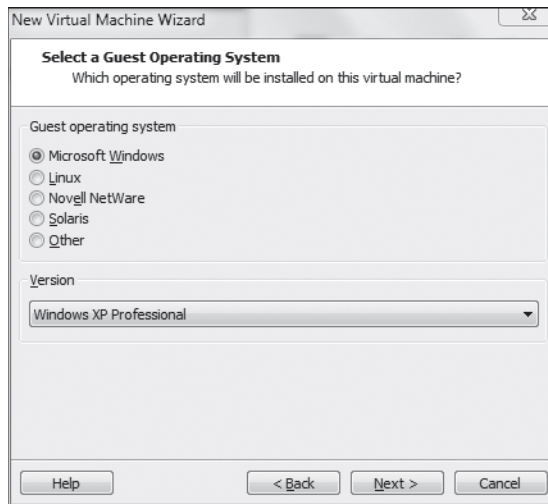 New Virtual Machine Wizard
Select a Guest Operating System
Which operating system will be installed on this virtual machine?
Guest operating system
Microsoft Windows
Linux
Novell NetWare
Solaris
Other
Version
Windows XP Professional
Help
< Back
Next >
Cancel